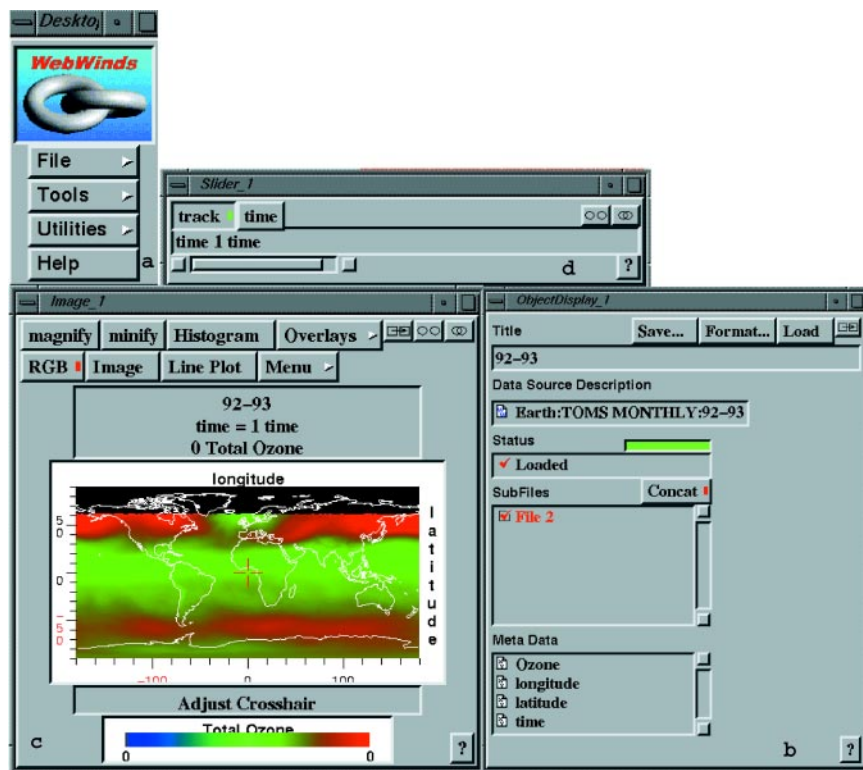 Desktop
WebWinds
File
Tools
Utilities
Help
a
Slider_1
track time
time 1 time
d
?
Image_1
magnify minify Histogram Overlays
RGB Image Line Plot Menu
92–93
time = 1 time
0 Total Ozone
longitude
latitude
50
0
–50
–100 0 100
Adjust Crosshair
Total Ozone
0 0
c
?
ObjectDisplay_1
Title Save... Format... Load
92–93
Data Source Description
Earth:TOMS MONTHLY:92–93
Status
Loaded
SubFiles Concat
File 2
Meta Data
Ozone
longitude
latitude
time
b
?